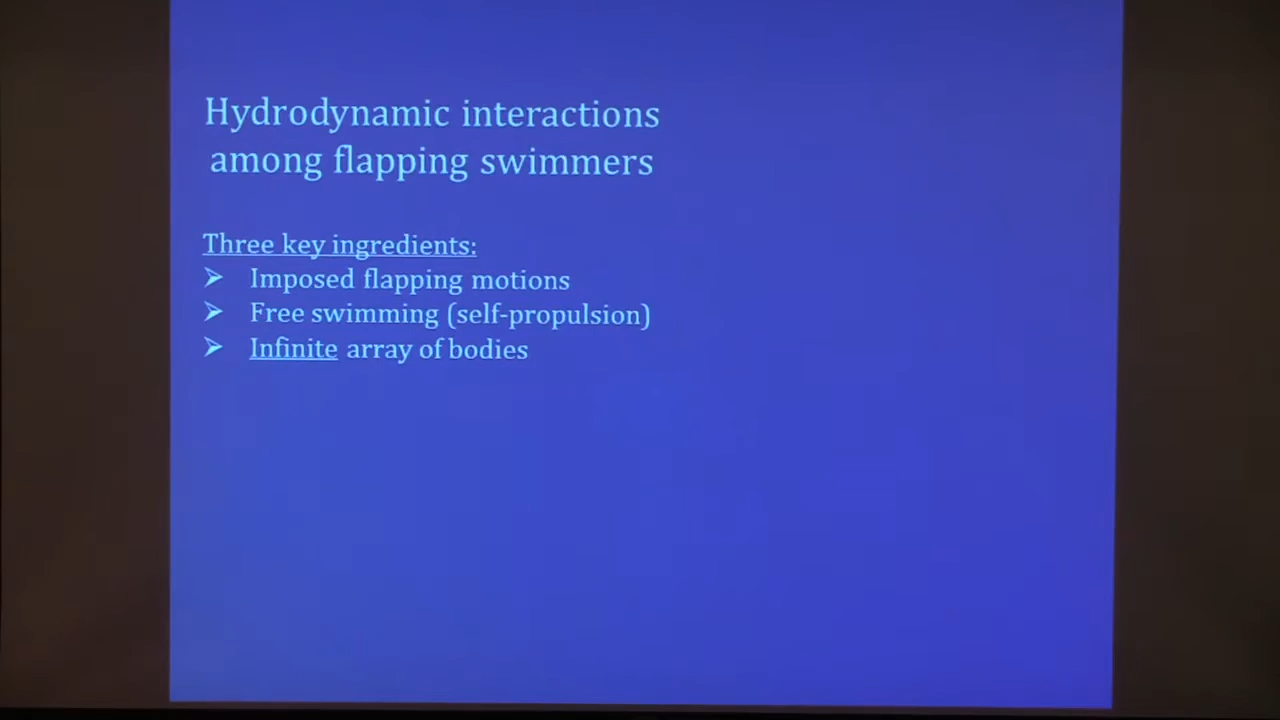 Hydrodynamic interactions
among flapping swimmers
Three key ingredients:
➢ Imposed flapping motions
➢ Free swimming (self-propulsion)
➢ Infinite array of bodies